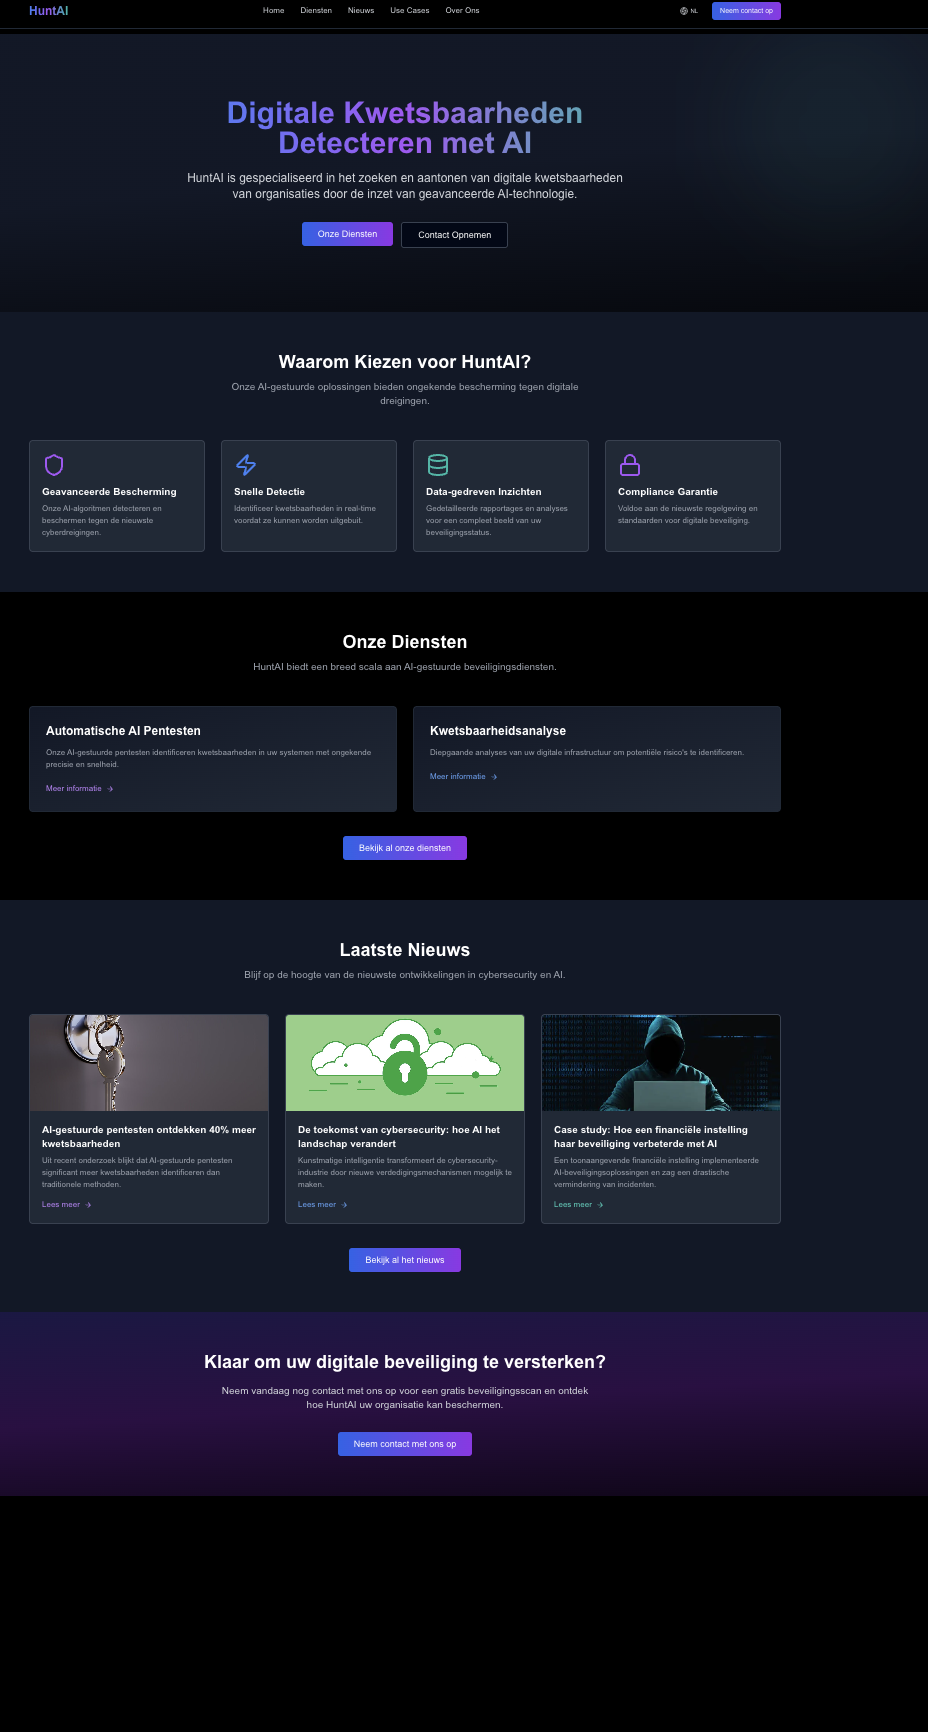 HuntAI
Home Diensten Nieuws Use Cases Over Ons
NL
Neem contact op
Digitale Kwetsbaarheden
Detecteren met AI
HuntAI is gespecialiseerd in het zoeken en aantonen van digitale kwetsbaarheden
van organisaties door de inzet van geavanceerde AI-technologie.
Onze Diensten
Contact Opnemen
Waarom Kiezen voor HuntAI?
Onze AI-gestuurde oplossingen bieden ongekende bescherming tegen digitale
dreigingen.
Geavanceerde Bescherming
Onze AI-algoritmen detecteren en
beschermen tegen de nieuwste
cyberdreigingen.
Snelle Detectie
Identificeer kwetsbaarheden in real-time
voordat ze kunnen worden uitgebuit.
Data-gedreven Inzichten
Gedetailleerde rapportages en analyses
voor een compleet beeld van uw
beveiligingsstatus.
Compliance Garantie
Voldoe aan de nieuwste regelgeving en
standaarden voor digitale beveiliging.
Onze Diensten
HuntAI biedt een breed scala aan AI-gestuurde beveiligingsdiensten.
Automatische AI Pentesten
Onze AI-gestuurde pentesten identificeren kwetsbaarheden in uw systemen met ongekende
precisie en snelheid.
Meer informatie →
Kwetsbaarheidsanalyse
Diepgaande analyses van uw digitale infrastructuur om potentiële risico's te identificeren.
Meer informatie →
Bekijk al onze diensten
Laatste Nieuws
Blijf op de hoogte van de nieuwste ontwikkelingen in cybersecurity en AI.
AI-gestuurde pentesten ontdekken 40% meer
kwetsbaarheden
Uit recent onderzoek blijkt dat AI-gestuurde pentesten
significant meer kwetsbaarheden identificeren dan
traditionele methoden.
Lees meer →
De toekomst van cybersecurity: hoe AI het
landschap verandert
Kunstmatige intelligentie transformeert de cybersecurity-
industrie door nieuwe verdedigingsmechanismen mogelijk te
maken.
Lees meer →
Case study: Hoe een financiële instelling
haar beveiliging verbeterde met AI
Een toonaangevende financiële instelling implementeerde
AI-beveiligingsoplossingen en zag een drastische
vermindering van incidenten.
Lees meer →
Bekijk al het nieuws
Klaar om uw digitale beveiliging te versterken?
Neem vandaag nog contact met ons op voor een gratis beveiligingsscan en ontdek
hoe HuntAI uw organisatie kan beschermen.
Neem contact met ons op